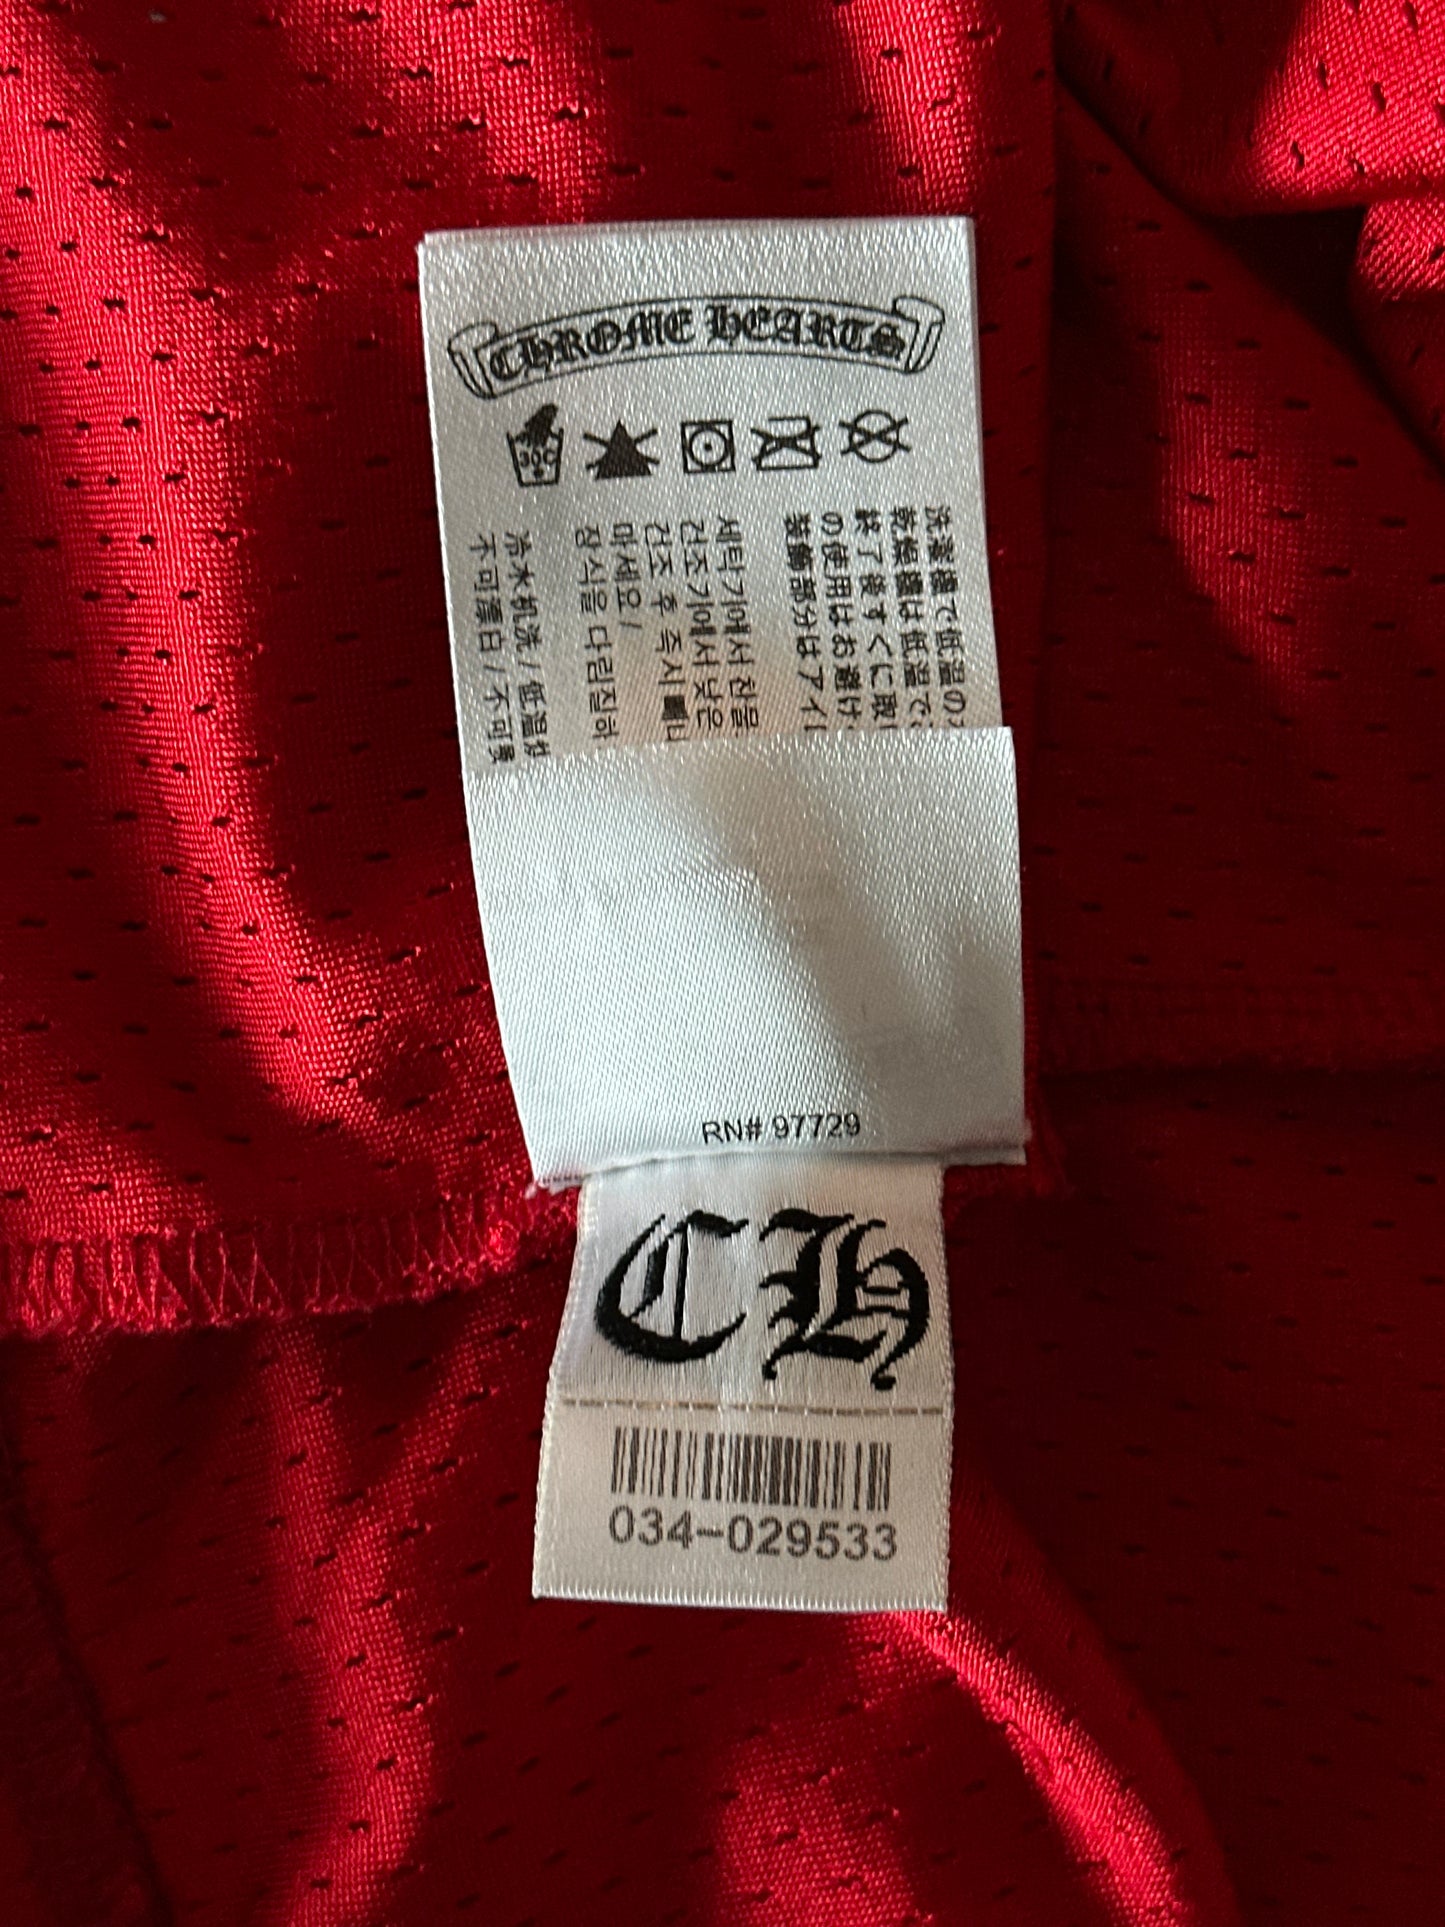 CHROME HEARTS
30C
洗濯機で低温の
乾燥機は低温で
終了後すぐに取
の使用はお避け
装飾部分はアイ
세탁기에서 찬물
건조기에서 낮은
건조 후 즉시 빼
마세요 /
장식을 다림질하
冷水机洗 / 低温
不可漂白 / 不可
RN# 97729
CH
034-029533